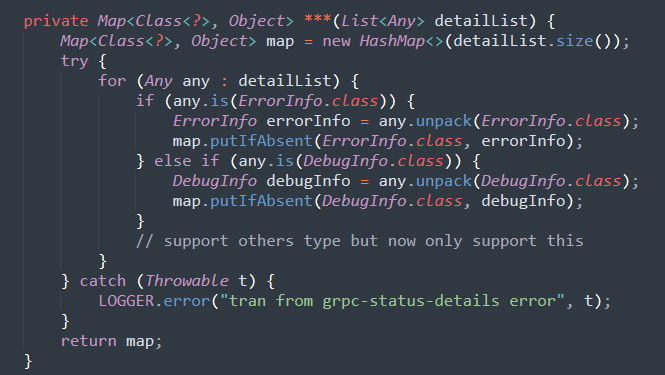 private Map<Class<?>, Object> ***(List<Any> detailList) {
    Map<Class<?>, Object> map = new HashMap<>(detailList.size());
    try {
        for (Any any : detailList) {
            if (any.is(ErrorInfo.class)) {
                ErrorInfo errorInfo = any.unpack(ErrorInfo.class);
                map.putIfAbsent(ErrorInfo.class, errorInfo);
            } else if (any.is(DebugInfo.class)) {
                DebugInfo debugInfo = any.unpack(DebugInfo.class);
                map.putIfAbsent(DebugInfo.class, debugInfo);
            }
            // support others type but now only support this
        }
    } catch (Throwable t) {
        LOGGER.error("tran from grpc-status-details error", t);
    }
    return map;
}